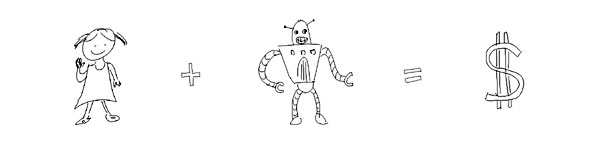 + = $